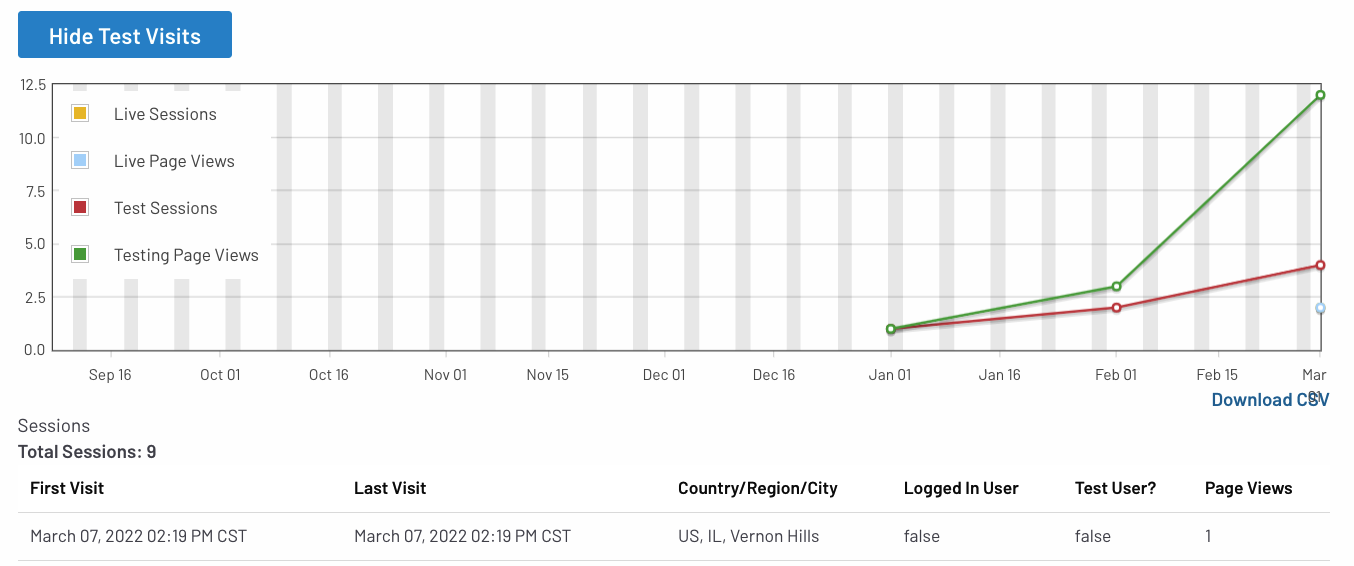 Hide Test Visits
12.5
10.0
7.5
5.0
2.5
0.0
Live Sessions
Live Page Views
Test Sessions
Testing Page Views
Sep 16 Oct 01 Oct 16 Nov 01 Nov 15 Dec 01 Dec 16 Jan 01 Jan 16 Feb 01 Feb 15 Mar 01
Download CSV
Sessions
Total Sessions: 9
First Visit Last Visit Country/Region/City Logged In User Test User? Page Views
March 07, 2022 02:19 PM CST March 07, 2022 02:19 PM CST US, IL, Vernon Hills false false 1